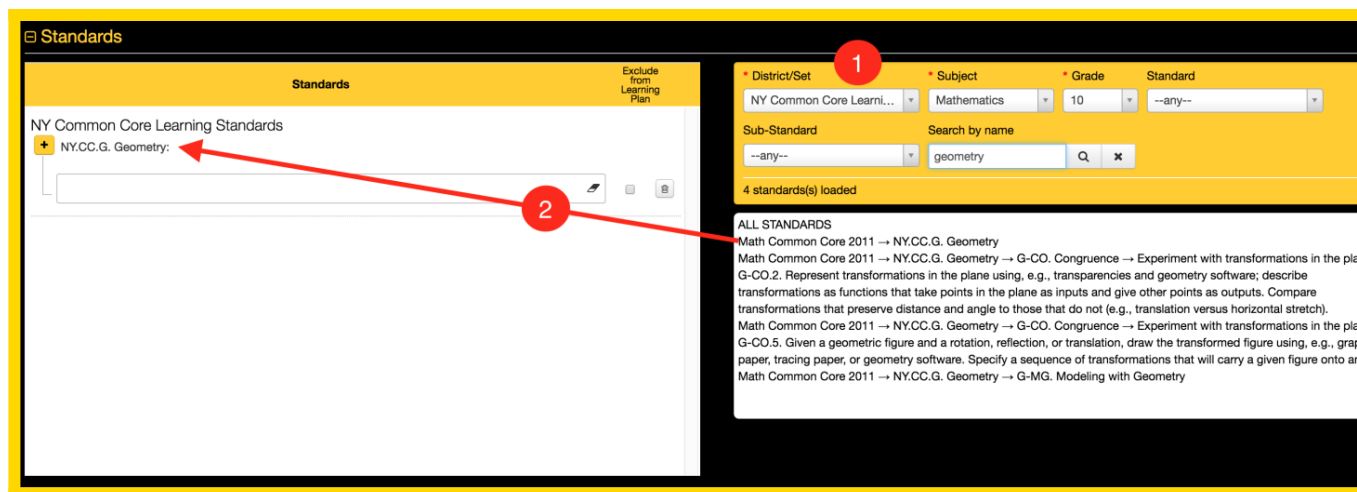 Standards
Standards
Exclude
from
Learning
Plan
NY Common Core Learning Standards
+ NY.CC.G. Geometry:
2
1
* District/Set * Subject * Grade Standard
NY Common Core Learni... Mathematics 10 --any--
Sub-Standard Search by name
--any-- geometry
4 standards(s) loaded
ALL STANDARDS
Math Common Core 2011 → NY.CC.G. Geometry
Math Common Core 2011 → NY.CC.G. Geometry → G-CO. Congruence → Experiment with transformations in the pla
G-CO.2. Represent transformations in the plane using, e.g., transparencies and geometry software; describe
transformations as functions that take points in the plane as inputs and give other points as outputs. Compare
transformations that preserve distance and angle to those that do not (e.g., translation versus horizontal stretch).
Math Common Core 2011 → NY.CC.G. Geometry → G-CO. Congruence → Experiment with transformations in the pla
G-CO.5. Given a geometric figure and a rotation, reflection, or translation, draw the transformed figure using, e.g., grap
paper, tracing paper, or geometry software. Specify a sequence of transformations that will carry a given figure onto an
Math Common Core 2011 → NY.CC.G. Geometry → G-MG. Modeling with Geometry